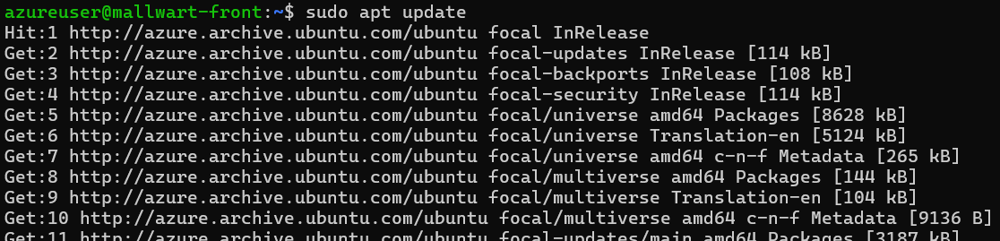 azureuser@mallwart-front:~$ sudo apt update
Hit:1 http://azure.archive.ubuntu.com/ubuntu focal InRelease
Get:2 http://azure.archive.ubuntu.com/ubuntu focal-updates InRelease [114 kB]
Get:3 http://azure.archive.ubuntu.com/ubuntu focal-backports InRelease [108 kB]
Get:4 http://azure.archive.ubuntu.com/ubuntu focal-security InRelease [114 kB]
Get:5 http://azure.archive.ubuntu.com/ubuntu focal/universe amd64 Packages [8628 kB]
Get:6 http://azure.archive.ubuntu.com/ubuntu focal/universe Translation-en [5124 kB]
Get:7 http://azure.archive.ubuntu.com/ubuntu focal/universe amd64 c-n-f Metadata [265 kB]
Get:8 http://azure.archive.ubuntu.com/ubuntu focal/multiverse amd64 Packages [144 kB]
Get:9 http://azure.archive.ubuntu.com/ubuntu focal/multiverse Translation-en [104 kB]
Get:10 http://azure.archive.ubuntu.com/ubuntu focal/multiverse amd64 c-n-f Metadata [9136 B]
Get:11 http://azure.archive.ubuntu.com/ubuntu focal-updates/main amd64 Packages [3187 kB]